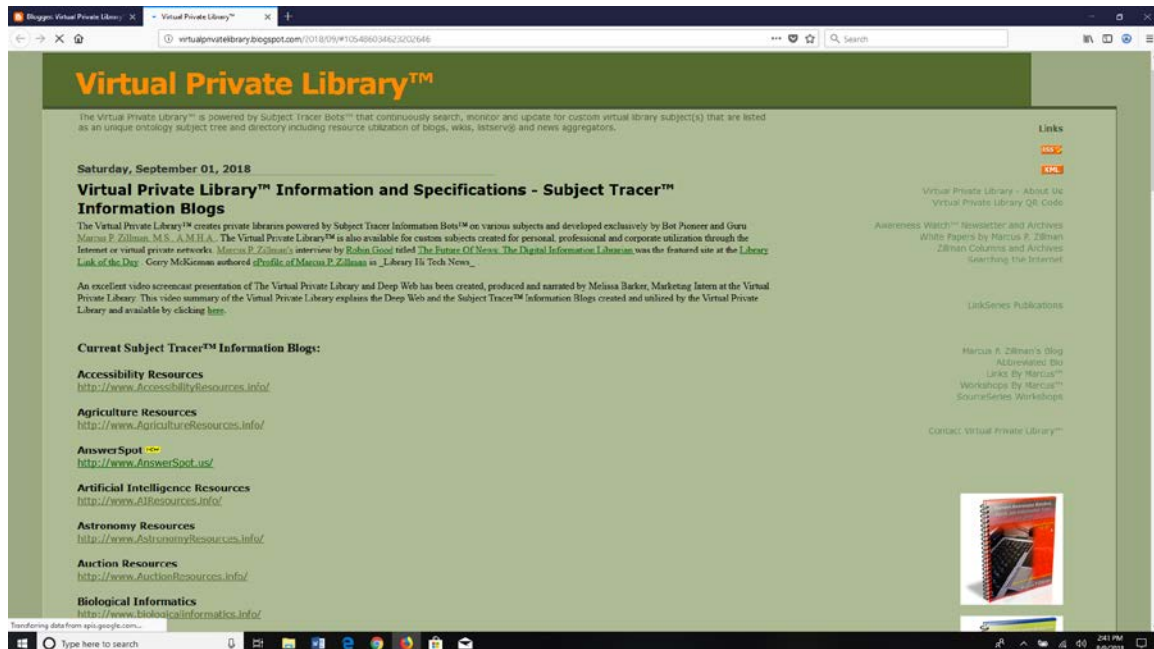 Blogger: Virtual Private Library
Virtual Private Library™
virtualprivatelibrary.blogspot.com/2018/09/#105486034623202646
Search
Virtual Private Library™
The Virtual Private Library™ is powered by Subject Tracer Bots™ that continuously search, monitor and update for custom virtual library subject(s) that are listed
as an unique ontology subject tree and directory including resource utilization of blogs, wikis, listserv® and news aggregators.
Saturday, September 01, 2018
Virtual Private Library™ Information and Specifications - Subject Tracer™
Information Blogs
The Virtual Private Library™ creates private libraries powered by Subject Tracer Information Bots™ on various subjects and developed exclusively by Bot Pioneer and Guru
Marcus P. Zillman, M.S., A.M.H.A. . The Virtual Private Library™ is also available for custom subjects created for personal, professional and corporate utilization through the
Internet or virtual private networks. Marcus P. Zillman's interview by Robin Good titled The Future Of News: The Digital Information Librarian was the featured site at the Library
Link of the Day . Gerry McKiernan authored eProfile of Marcus P. Zillman in _Library Hi Tech News_
An excellent video screencast presentation of The Virtual Private Library and Deep Web has been created, produced and narrated by Melissa Barker, Marketing Intern at the Virtual
Private Library. This video summary of the Virtual Private Library explains the Deep Web and the Subject Tracer™ Information Blogs created and utilized by the Virtual Private
Library and available by clicking here.
Current Subject Tracer™ Information Blogs:
Accessibility Resources
http://www.AccessibilityResources.info/
Agriculture Resources
http://www.AgricultureResources.info/
AnswerSpot NEW
http://www.AnswerSpot.us/
Artificial Intelligence Resources
http://www.AIResources.info/
Astronomy Resources
http://www.AstronomyResources.info/
Auction Resources
http://www.AuctionResources.info/
Biological Informatics
http://www.biologicalinformatics.info/
Links
RSS
XML
Virtual Private Library - About Us
Virtual Private Library QR Code
Awareness Watch™ Newsletter and Archives
White Papers by Marcus P. Zillman
Zillman Columns and Archives
Searching the Internet
LinkSeries Publications
Marcus P. Zillman's Blog
Abbreviated Bio
Links By Marcus™
Workshops By Marcus™
SourceSeries Workshops
Contact Virtual Private Library™
Transferring data from apis.google.com...
Type here to search
2:41 PM